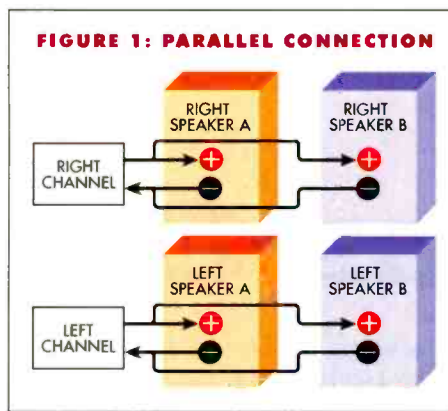 FIGURE 1: PARALLEL CONNECTION
RIGHT
SPEAKER A
RIGHT
SPEAKER B
RIGHT
CHANNEL
+
+
−
−
LEFT
SPEAKER A
LEFT
SPEAKER B
LEFT
CHANNEL
+
+
−
−